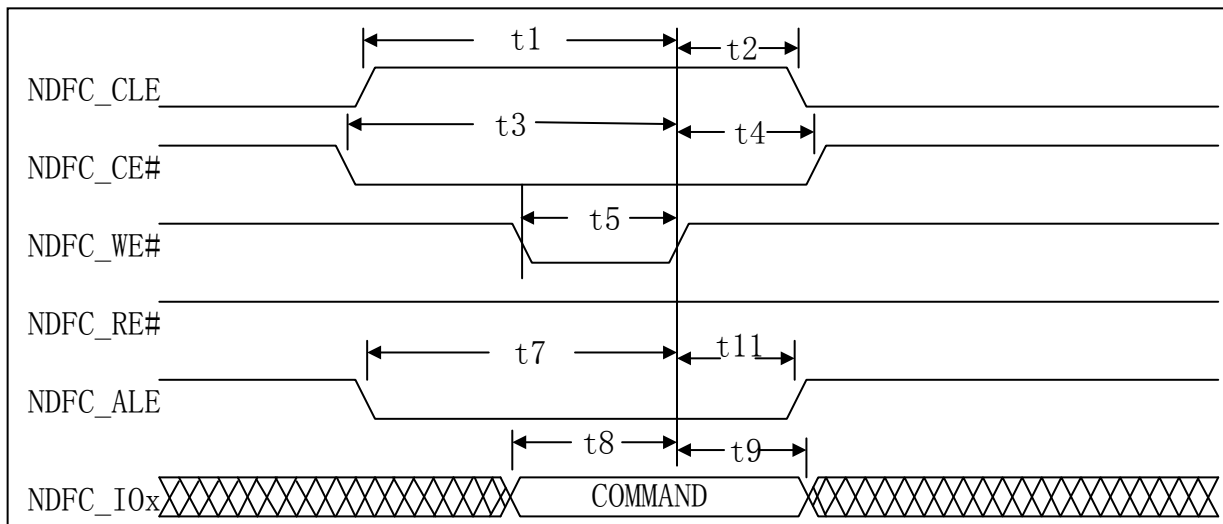 t1
t2
NDFC_CLE
t3
t4
NDFC_CE#
t5
NDFC_WE#
NDFC_RE#
t7
t11
NDFC_ALE
t8
t9
NDFC_IOx
COMMAND